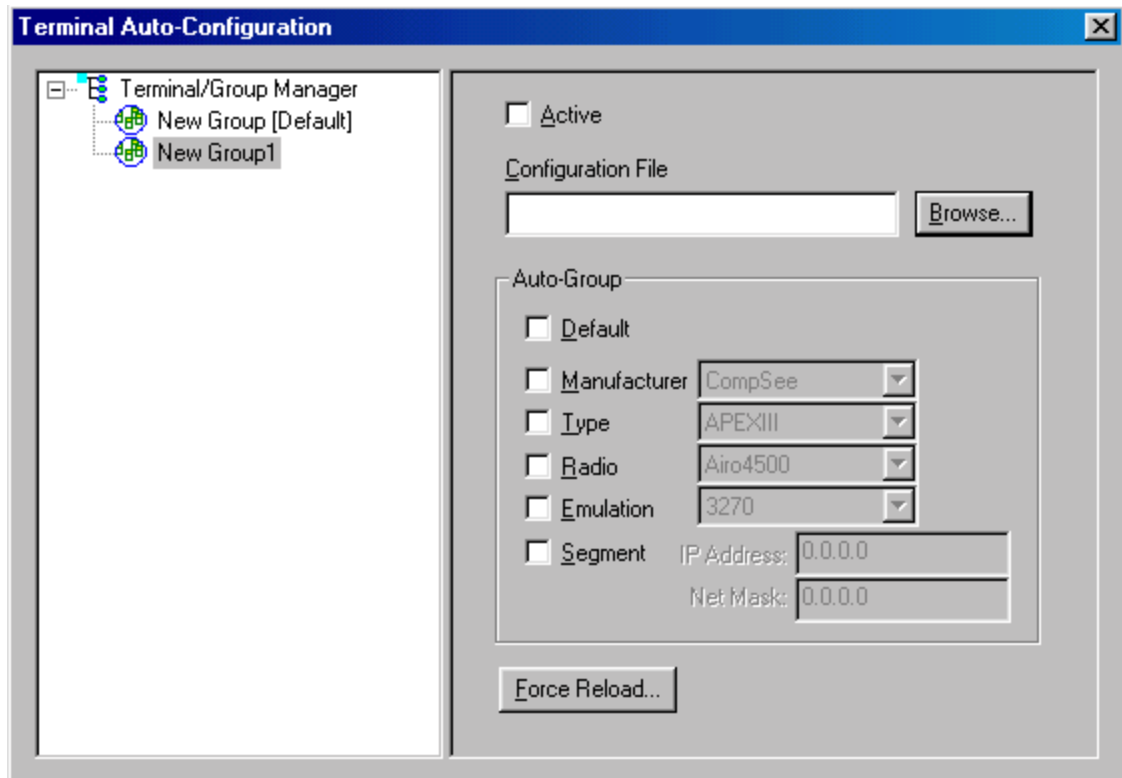 Terminal Auto-Configuration
Terminal/Group Manager
New Group [Default]
New Group1
Active
Configuration File
Browse...
Auto-Group
Default
Manufacturer CompSee
Type APEXIII
Radio Airo4500
Emulation 3270
Segment IP Address: 0.0.0.0
Net Mask: 0.0.0.0
Force Reload...